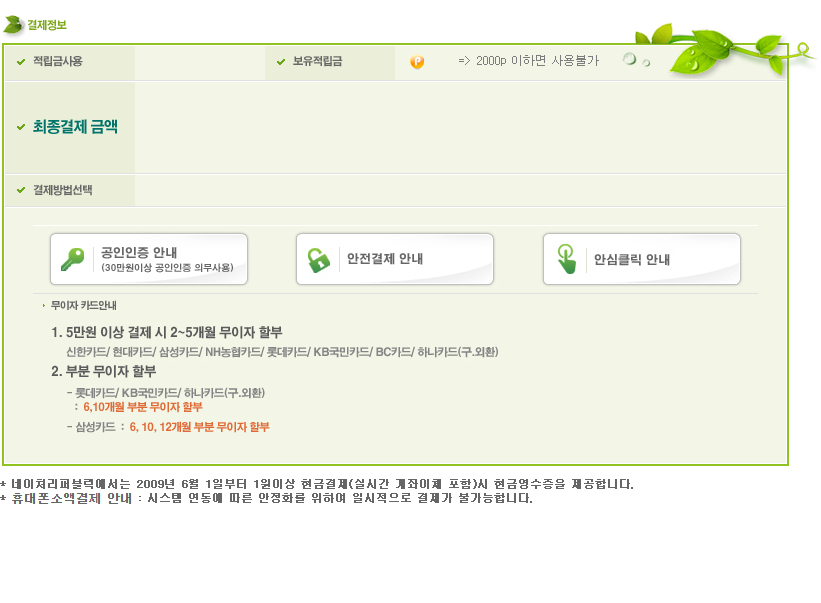 결제정보
적립금사용
보유적립금
P => 2000p 이하면 사용불가
최종결제 금액
결제방법선택
공인인증 안내
(30만원이상 공인인증 의무사용)
안전결제 안내
안심클릭 안내
· 무이자 카드안내
1. 5만원 이상 결제 시 2~5개월 무이자 할부
신한카드/ 현대카드/ 삼성카드/ NH농협카드/ 롯데카드/ KB국민카드/ BC카드/ 하나카드(구.외환)
2. 부분 무이자 할부
- 롯데카드/ KB국민카드/ 하나카드(구.외환)
: 6,10개월 부분 무이자 할부
- 삼성카드 : 6, 10, 12개월 부분 무이자 할부
* 네이처리퍼블릭에서는 2009년 6월 1일부터 1원이상 현금결제(실시간 계좌이체 포함)시 현금영수증을 제공합니다.
* 휴대폰소액결제 안내 : 시스템 연동에 따른 안정화를 위하여 일시적으로 결제가 불가능합니다.